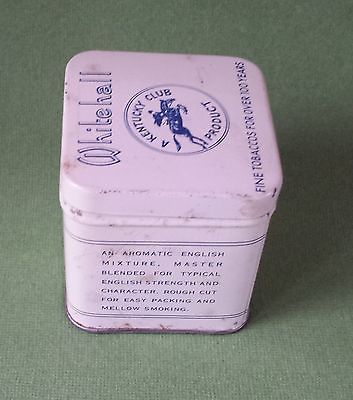 Whitehall
A KENTUCKY CLUB
PRODUCT
FINE TOBACCOS FOR OVER 100 YEARS
AN AROMATIC ENGLISH
MIXTURE, MASTER
BLENDED FOR TYPICAL
ENGLISH STRENGTH AND
CHARACTER. ROUGH CUT
FOR EASY PACKING AND
MELLOW SMOKING.